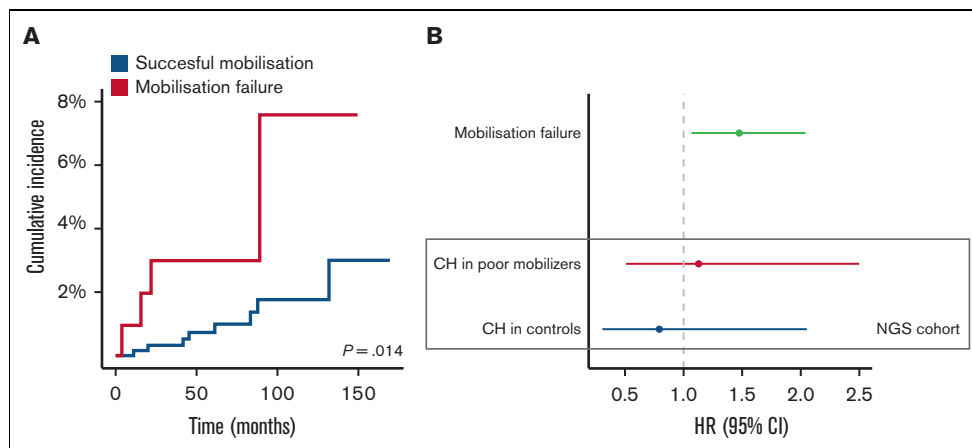 A
Succesful mobilisation
Mobilisation failure
Cumulative incidence
8%
6%
4%
2%
P = .014
0
50
100
150
Time (months)
B
Mobilisation failure
CH in poor mobilizers
CH in controls
NGS cohort
0.5
1.0
1.5
2.0
2.5
HR (95% CI)